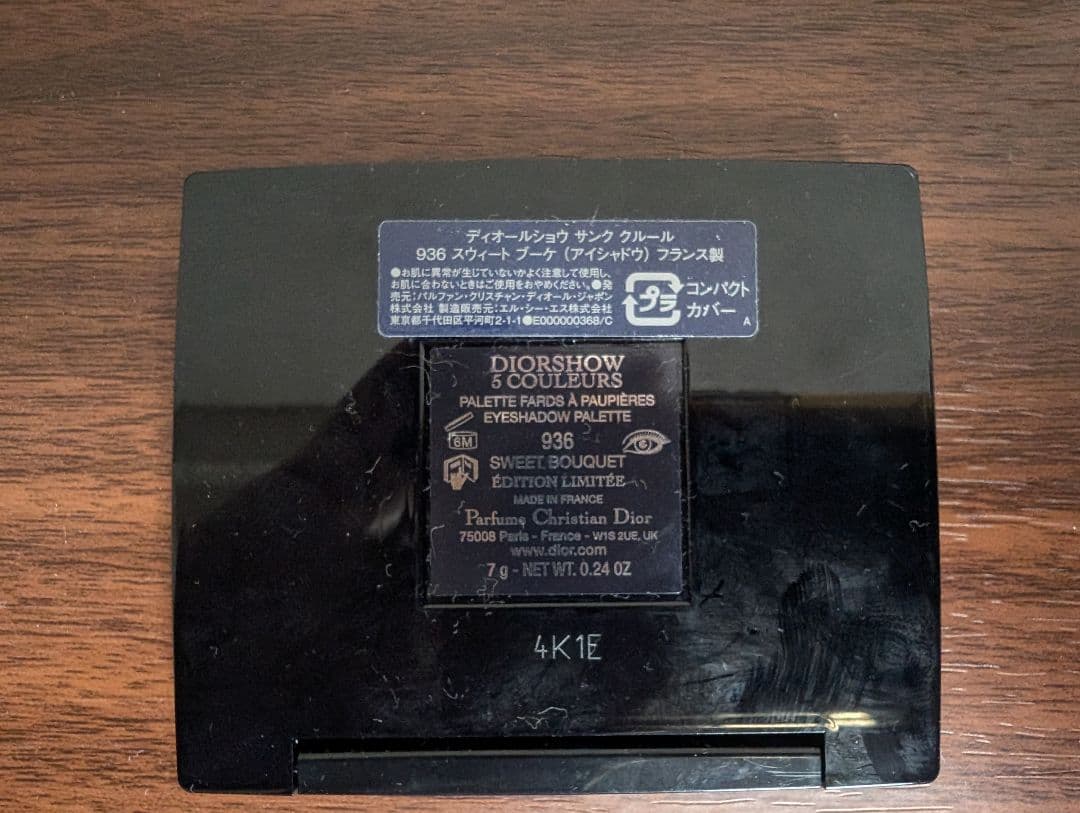 ディオールショウ サンク クルール
936 スウィート ブーケ (アイシャドウ) フランス製
●お肌に異常が生じていないかよく注意して使用し、
お肌に合わないときはご使用をおやめください。●発
売元:パルファン・クリスチャン・ディオール・ジャポン
株式会社 製造販売元:エル・シー・エス株式会社
東京都千代田区平河町2-1-1●E000000368/C
プラ
コンパクト
カバー
A
DIORSHOW
5 COULEURS
PALETTE FARDS À PAUPIÈRES
EYESHADOW PALETTE
6M
936
SWEET BOUQUET
ÉDITION LIMITÉE
MADE IN FRANCE
Parfums Christian Dior
75008 Paris - France - W1S 2UE, UK
www.dior.com
7 g - NET WT. 0.24 OZ
4K1E